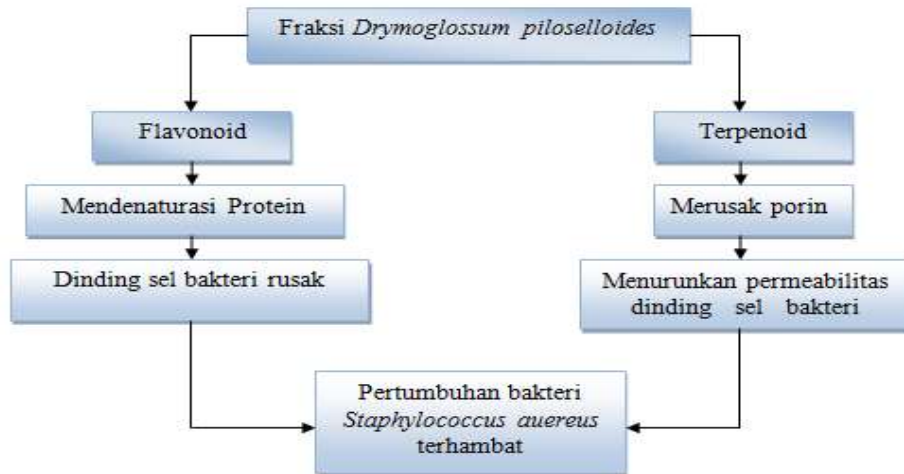 Fraksi Drymoglossum piloselloides
Flavonoid
Terpenoid
Mendenaturasi Protein
Merusak porin
Dinding sel bakteri rusak
Menurunkan permeabilitas
dinding sel bakteri
Pertumbuhan bakteri
Staphylococcus auereus
terhambat